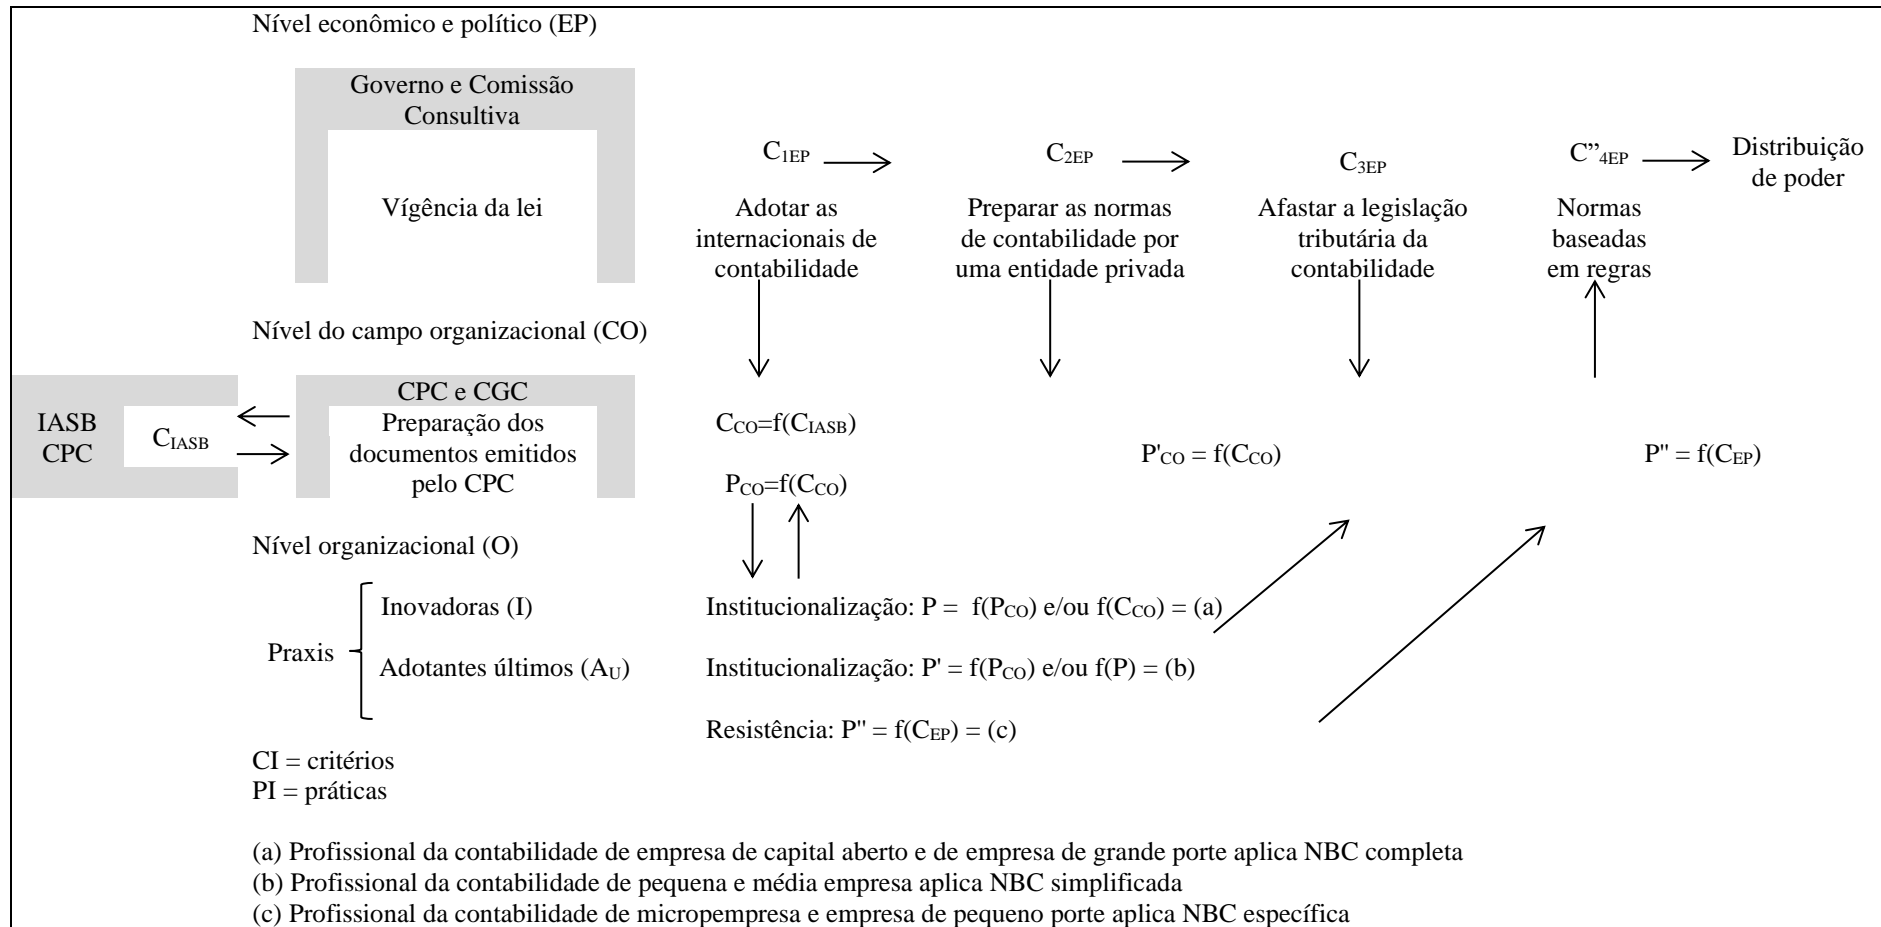 Nível econômico e político (EP)
Governo e Comissão
Consultiva
Vígência da lei
C1EP
C2EP
C3EP
C”4EP
Distribuição
de poder
Adotar as
internacionais de
contabilidade
Preparar as normas
de contabilidade por
uma entidade privada
Afastar a legislação
tributária da
contabilidade
Normas
baseadas
em regras
Nível do campo organizacional (CO)
IASB
CPC
CIASB
CPC e CGC
Preparação dos
documentos emitidos
pelo CPC
CCO=f(CIASB)
PCO=f(CCO)
P'CO = f(CCO)
P" = f(CEP)
Nível organizacional (O)
Praxis
Inovadoras (I)
Institucionalização: P = f(PCO) e/ou f(CCO) = (a)
Adotantes últimos (AU)
Institucionalização: P' = f(PCO) e/ou f(P) = (b)
Resistência: P" = f(CEP) = (c)
CI = critérios
PI = práticas
(a) Profissional da contabilidade de empresa de capital aberto e de empresa de grande porte aplica NBC completa
(b) Profissional da contabilidade de pequena e média empresa aplica NBC simplificada
(c) Profissional da contabilidade de micropempresa e empresa de pequeno porte aplica NBC específica